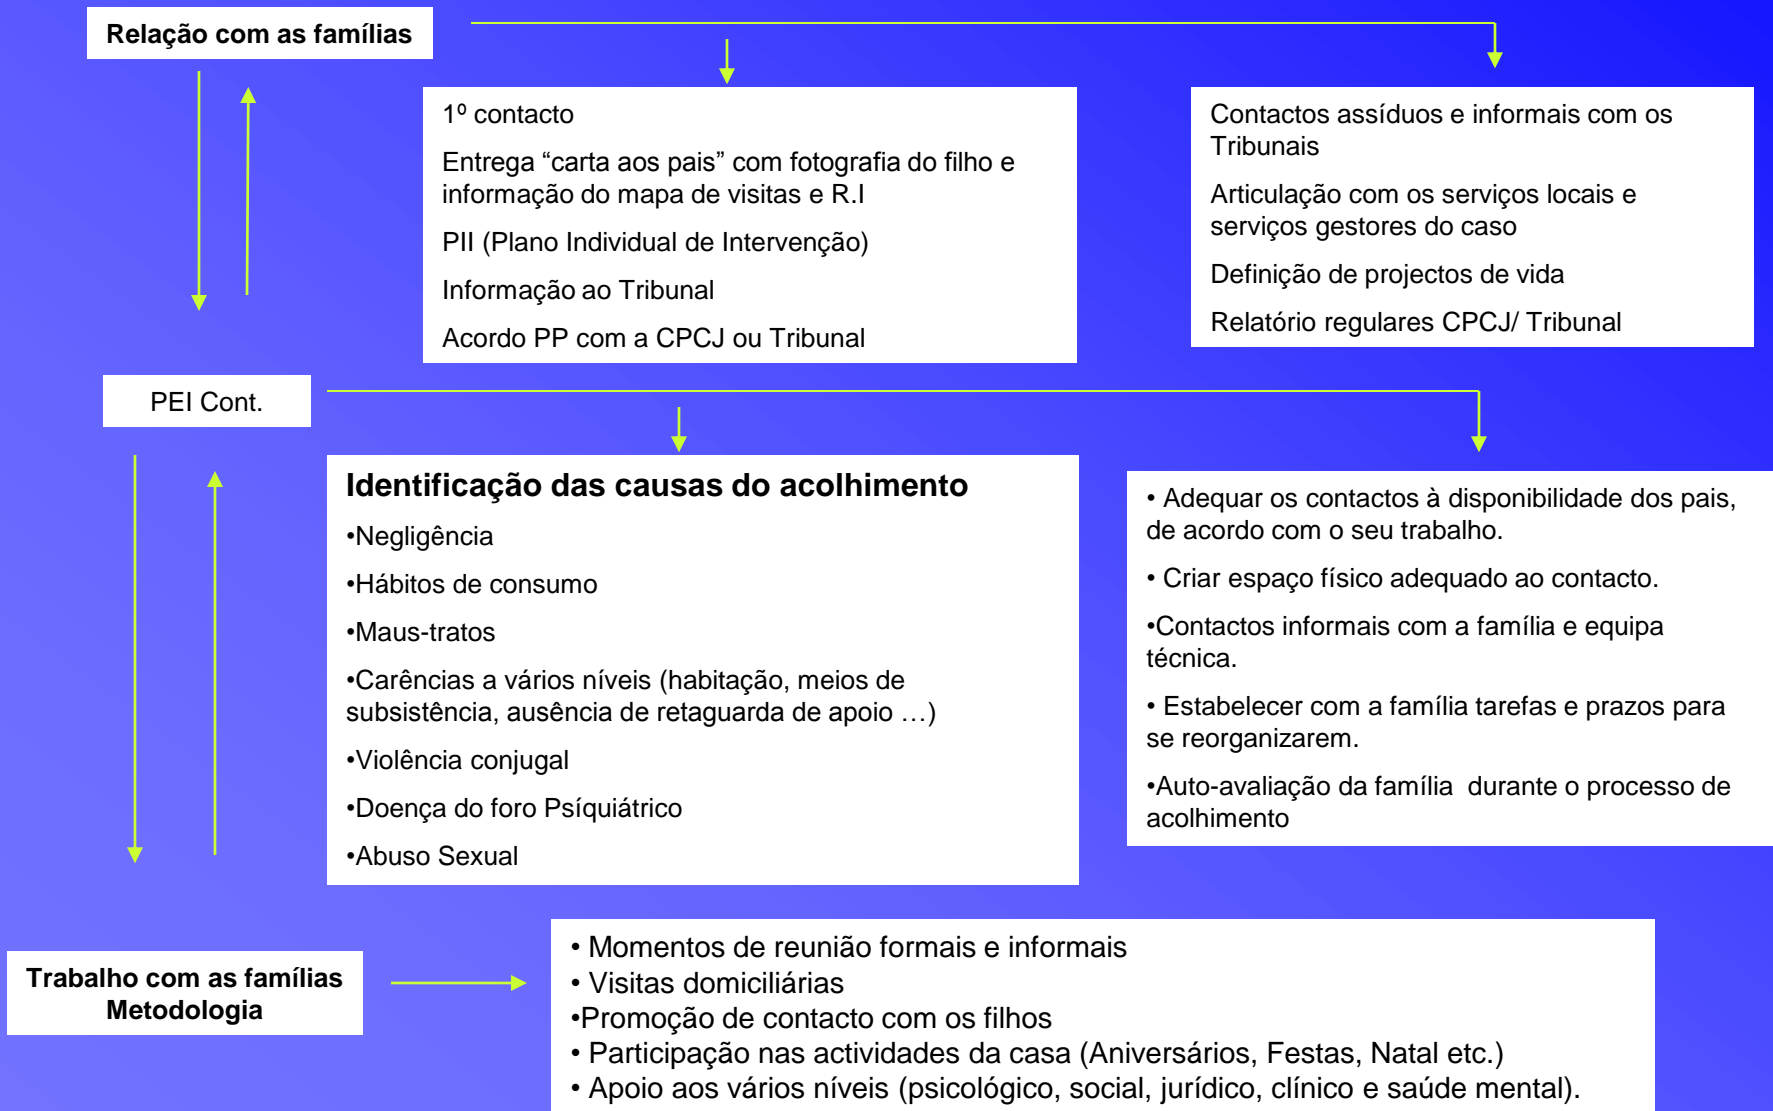 Relação com as famílias
1º contacto
Entrega “carta aos pais” com fotografia do filho e
informação do mapa de visitas e R.I
PII (Plano Individual de Intervenção)
Informação ao Tribunal
Acordo PP com a CPCJ ou Tribunal
Contactos assíduos e informais com os
Tribunais
Articulação com os serviços locais e
serviços gestores do caso
Definição de projectos de vida
Relatório regulares CPCJ/ Tribunal
PEI Cont.
Identificação das causas do acolhimento
•Negligência
•Hábitos de consumo
•Maus-tratos
•Carências a vários níveis (habitação, meios de
subsistência, ausência de retaguarda de apoio …)
•Violência conjugal
•Doença do foro Psíquiátrico
•Abuso Sexual
• Adequar os contactos à disponibilidade dos pais,
de acordo com o seu trabalho.
• Criar espaço físico adequado ao contacto.
•Contactos informais com a família e equipa
técnica.
• Estabelecer com a família tarefas e prazos para
se reorganizarem.
•Auto-avaliação da família  durante o processo de
acolhimento
Trabalho com as famílias
Metodologia
• Momentos de reunião formais e informais
• Visitas domiciliárias
•Promoção de contacto com os filhos
• Participação nas actividades da casa (Aniversários, Festas, Natal etc.)
• Apoio aos vários níveis (psicológico, social, jurídico, clínico e saúde mental).